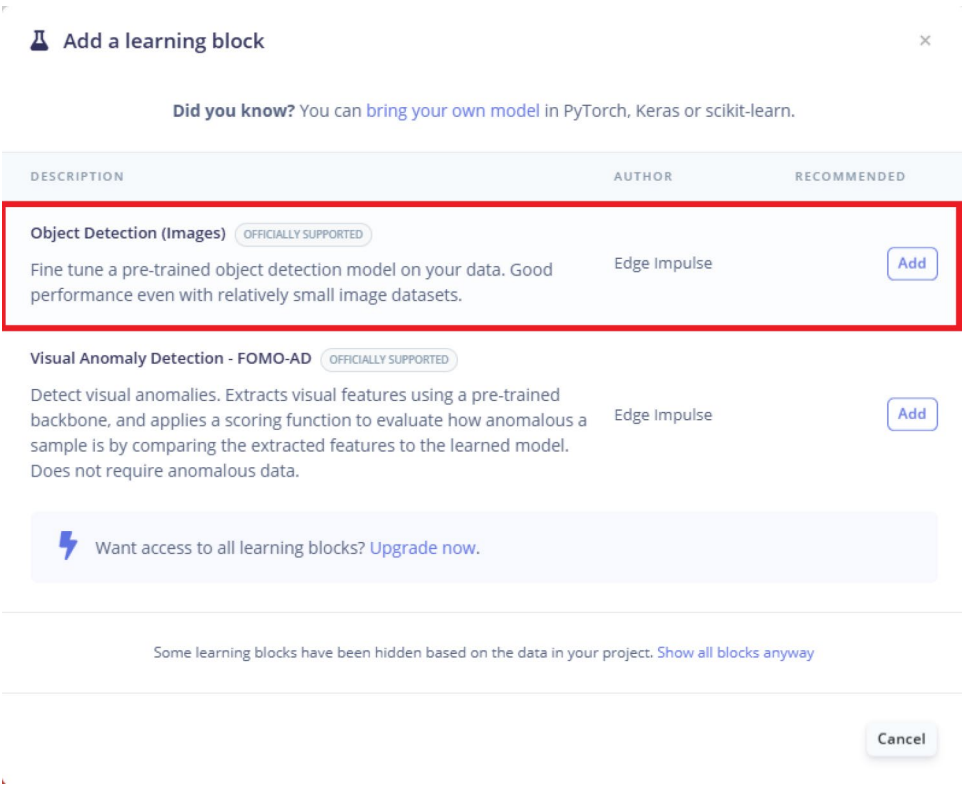 Add a learning block
×
Did you know? You can bring your own model in PyTorch, Keras or scikit-learn.
DESCRIPTION AUTHOR RECOMMENDED
Object Detection (Images) OFFICIALLY SUPPORTED
Fine tune a pre-trained object detection model on your data. Good
performance even with relatively small image datasets.
Edge Impulse
Add
Visual Anomaly Detection - FOMO-AD OFFICIALLY SUPPORTED
Detect visual anomalies. Extracts visual features using a pre-trained
backbone, and applies a scoring function to evaluate how anomalous a
sample is by comparing the extracted features to the learned model.
Does not require anomalous data.
Edge Impulse
Add
Want access to all learning blocks? Upgrade now.
Some learning blocks have been hidden based on the data in your project. Show all blocks anyway
Cancel